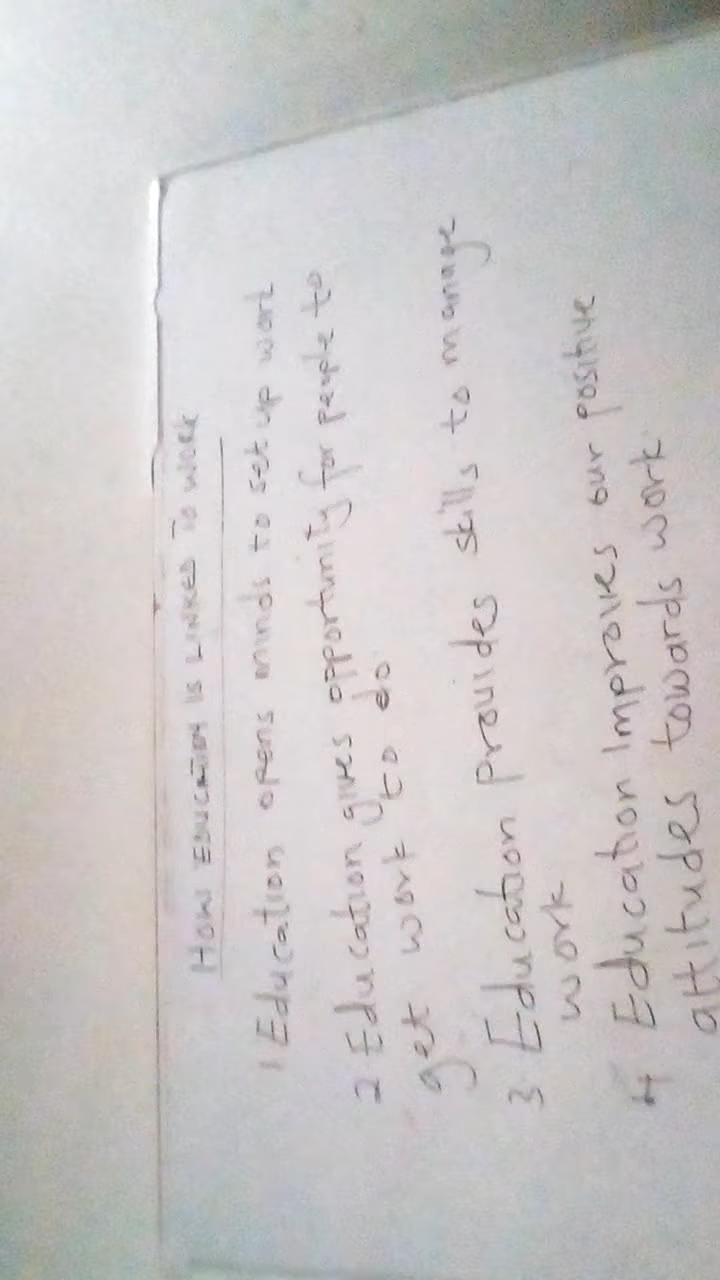 HOW EDUCATION IS LINKED TO WORK
1 Education opens minds to set up work
2 Education gives opportunity for people to
get work to do.
3 Education provides skills to manage
work
4 Education Improves our positive
attitudes towards work.